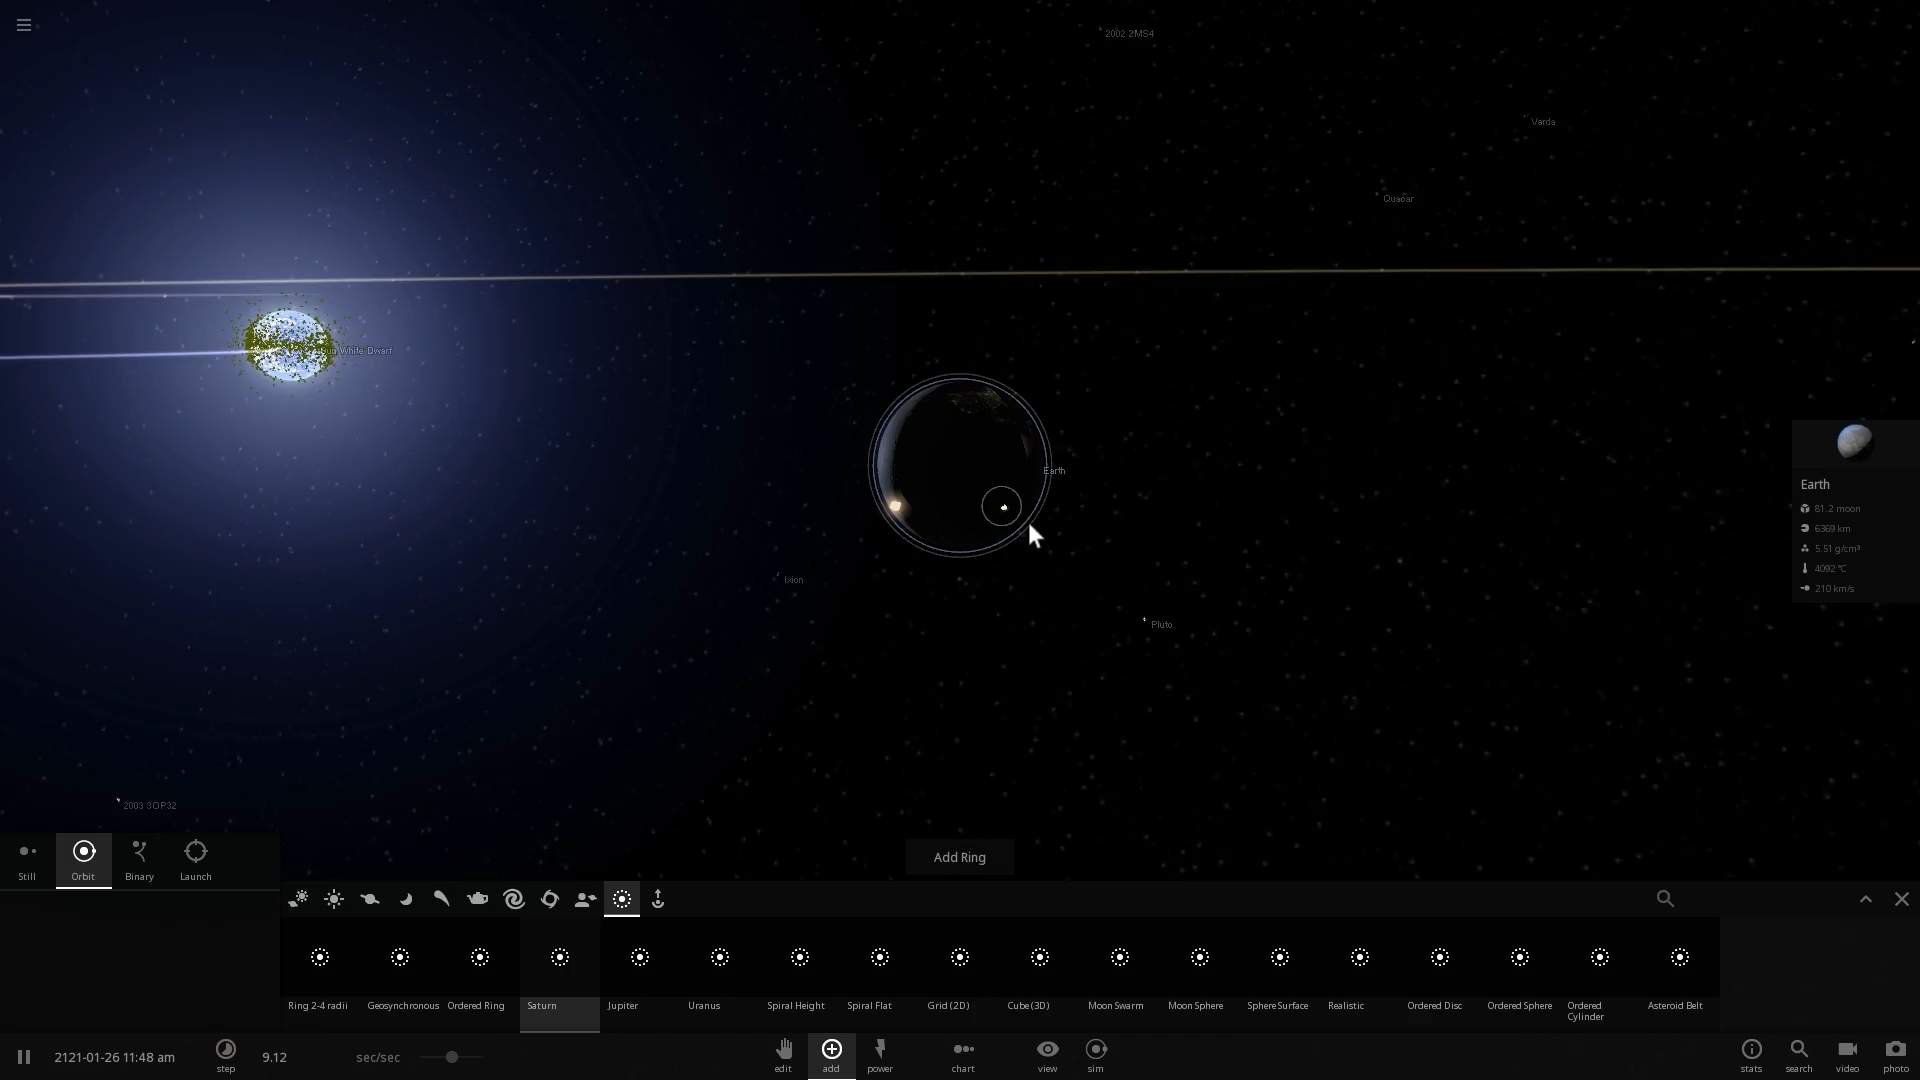 2002 2MS4
Varda
Quaoar
Sun White Dwarf
Earth
Ixion
Pluto
2003 3OP32
Earth
81.2 moon
6369 km
5.51 g/cm³
4092 °C
210 km/s
Still
Orbit
Binary
Launch
Add Ring
Ring 2-4 radii
Geosynchronous
Ordered Ring
Saturn
Jupiter
Uranus
Spiral Height
Spiral Flat
Grid (2D)
Cube (3D)
Moon Swarm
Moon Sphere
Sphere Surface
Realistic
Ordered Disc
Ordered Sphere
Ordered
Cylinder
Asteroid Belt
2121-01-26 11:48 am
step
9.12
sec/sec
edit
add
power
chart
view
sim
stats
search
video
photo